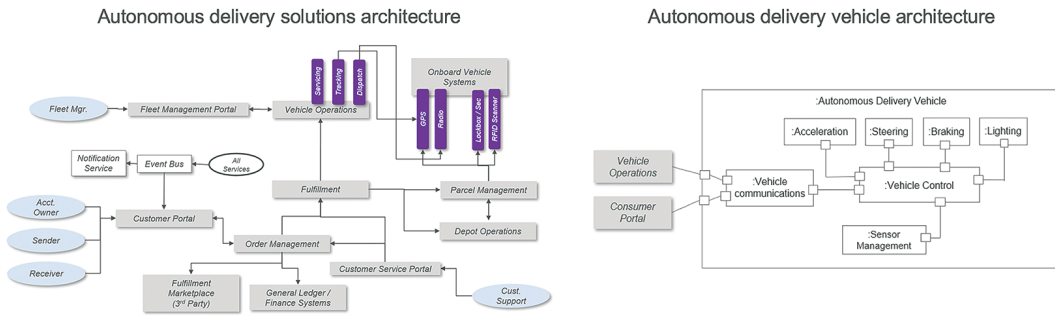 Autonomous delivery solutions architecture
Autonomous delivery vehicle architecture
Servicing
Tracking
Dispatch
Onboard Vehicle
Systems
GPS
Radio
Lockbox / Sec
RFID Scanner
Fleet Mgr.
Fleet Management Portal
Vehicle Operations
Notification
Service
Event Bus
All
Services
Fulfillment
Parcel Management
Acct.
Owner
Customer Portal
Depot Operations
Sender
Order Management
Receiver
Customer Service Portal
Fulfillment
Marketplace
(3rd Party)
General Ledger /
Finance Systems
Cust.
Support
:Autonomous Delivery Vehicle
:Acceleration
:Steering
:Braking
:Lighting
Vehicle
Operations
Consumer
Portal
:Vehicle
communications
:Vehicle Control
:Sensor
Management